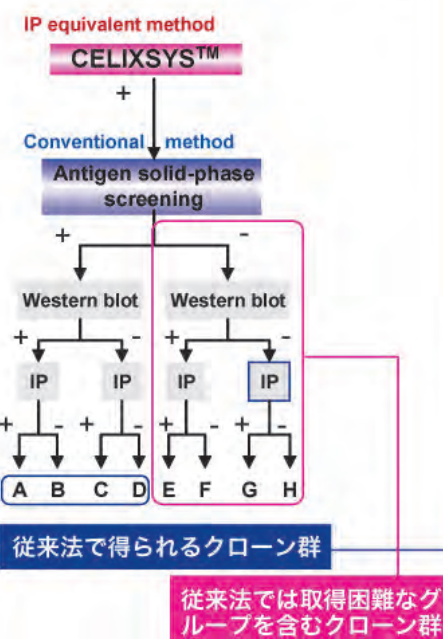 IP equivalent method
CELIXSYS™
+
Conventional method
Antigen solid-phase
screening
+ -
Western blot Western blot
+ - + -
IP IP IP IP
+ - + - + - + -
A B C D E F G H
従来法で得られるクローン群
従来法では取得困難なグ
ループを含むクローン群